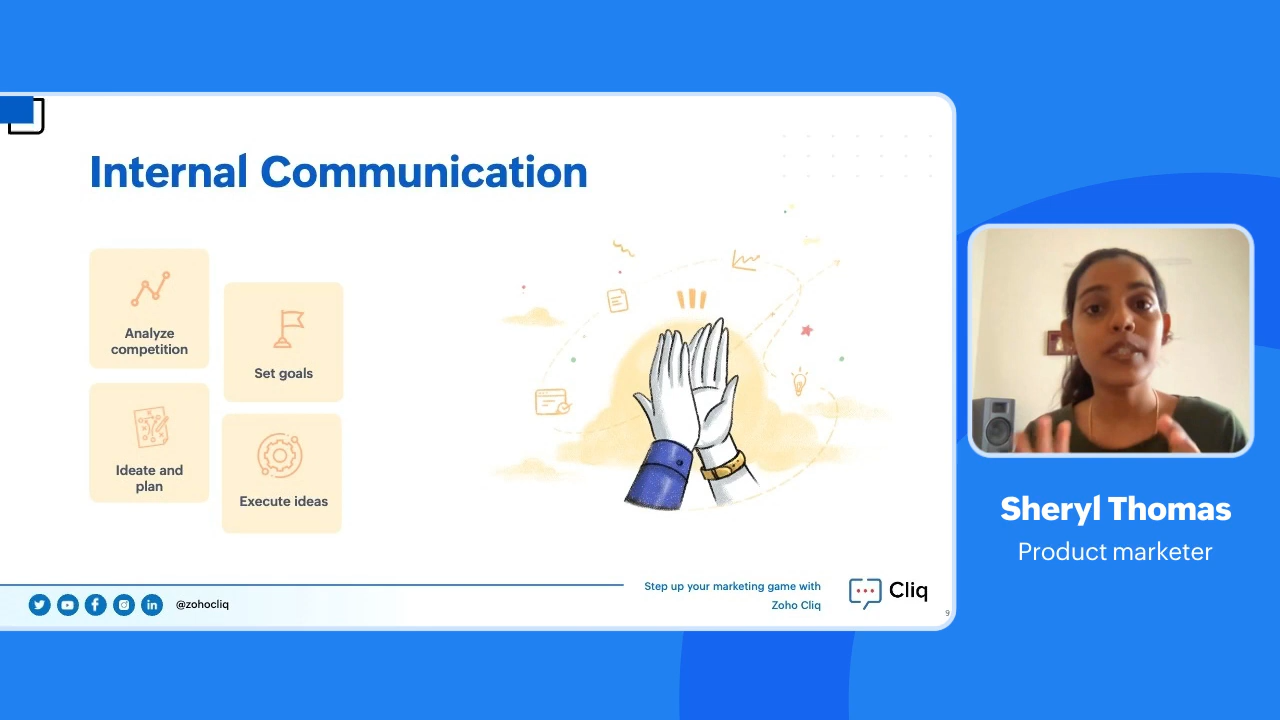 Internal Communication
Analyze
competition
Set goals
Ideate and
plan
Execute ideas
Step up your marketing game with
Zoho Cliq
Cliq
@zohocliq
9
Sheryl Thomas
Product marketer